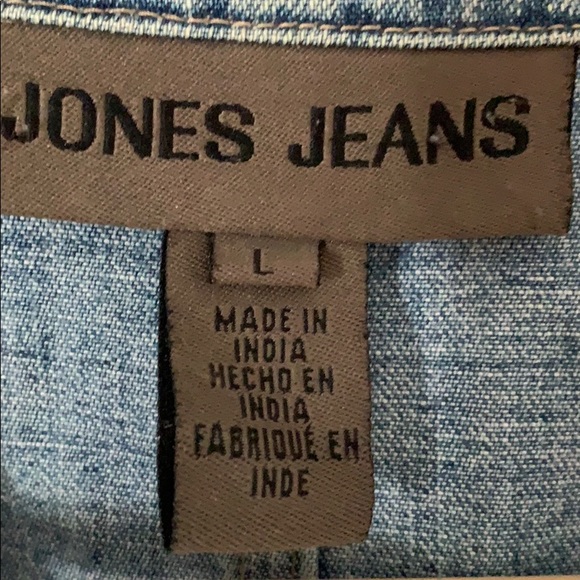 JONES JEANS
L
MADE IN
INDIA
HECHO EN
INDIA
FABRIQUÉ EN
INDE